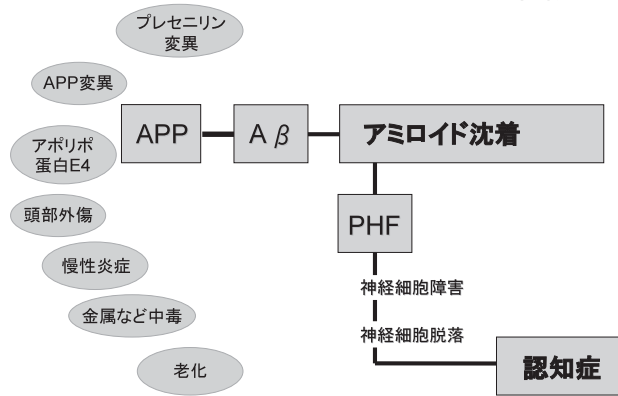 プレセニリン
変異
APP変異
APP
Aβ
アミロイド沈着
アポリポ
蛋白E4
頭部外傷
PHF
慢性炎症
神経細胞障害
金属など中毒
神経細胞脱落
老化
認知症